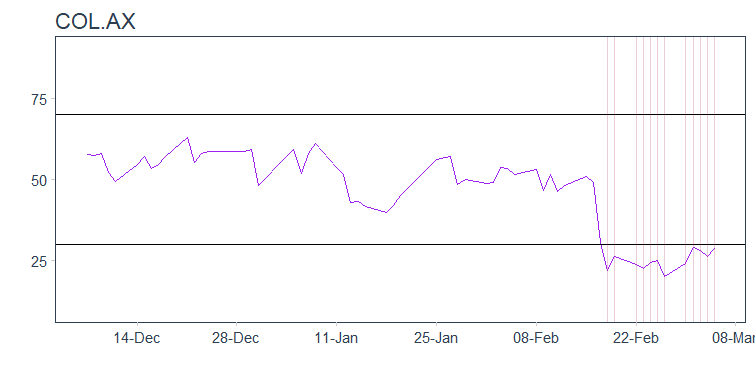 COL.AX
75
50
25
14-Dec
28-Dec
11-Jan
25-Jan
08-Feb
22-Feb
08-Mar